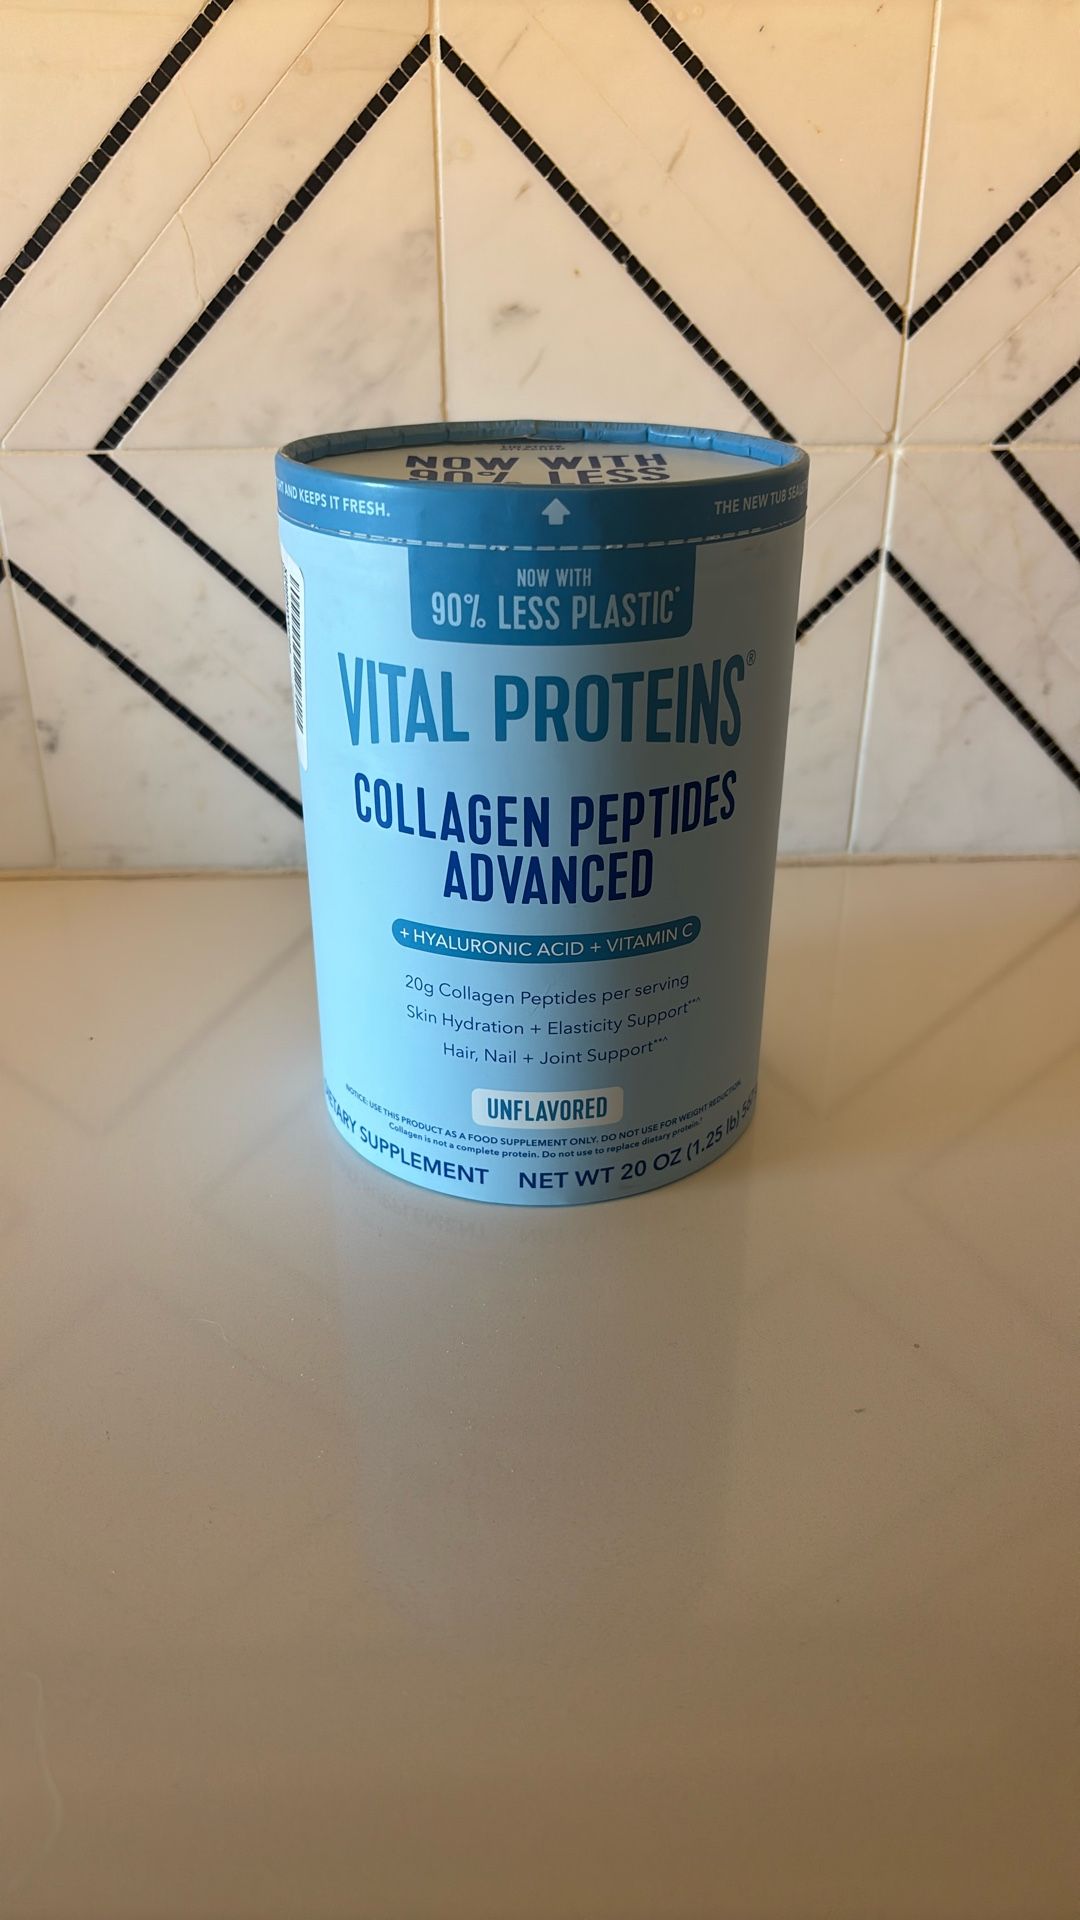 NOW WITH
90% LESS
AND KEEPS IT FRESH.
THE NEW TUB
NOW WITH
90% LESS PLASTIC*
VITAL PROTEINS®
COLLAGEN PEPTIDES
ADVANCED
+ HYALURONIC ACID + VITAMIN C
20g Collagen Peptides per serving
Skin Hydration + Elasticity Support**^
Hair, Nail + Joint Support**^
UNFLAVORED
NOTICE: USE THIS PRODUCT AS A FOOD SUPPLEMENT ONLY. DO NOT USE FOR WEIGHT REDUCTION.
Collagen is not a complete protein. Do not use to replace dietary protein.
SUPPLEMENT NET WT 20 OZ (1.25 lb)